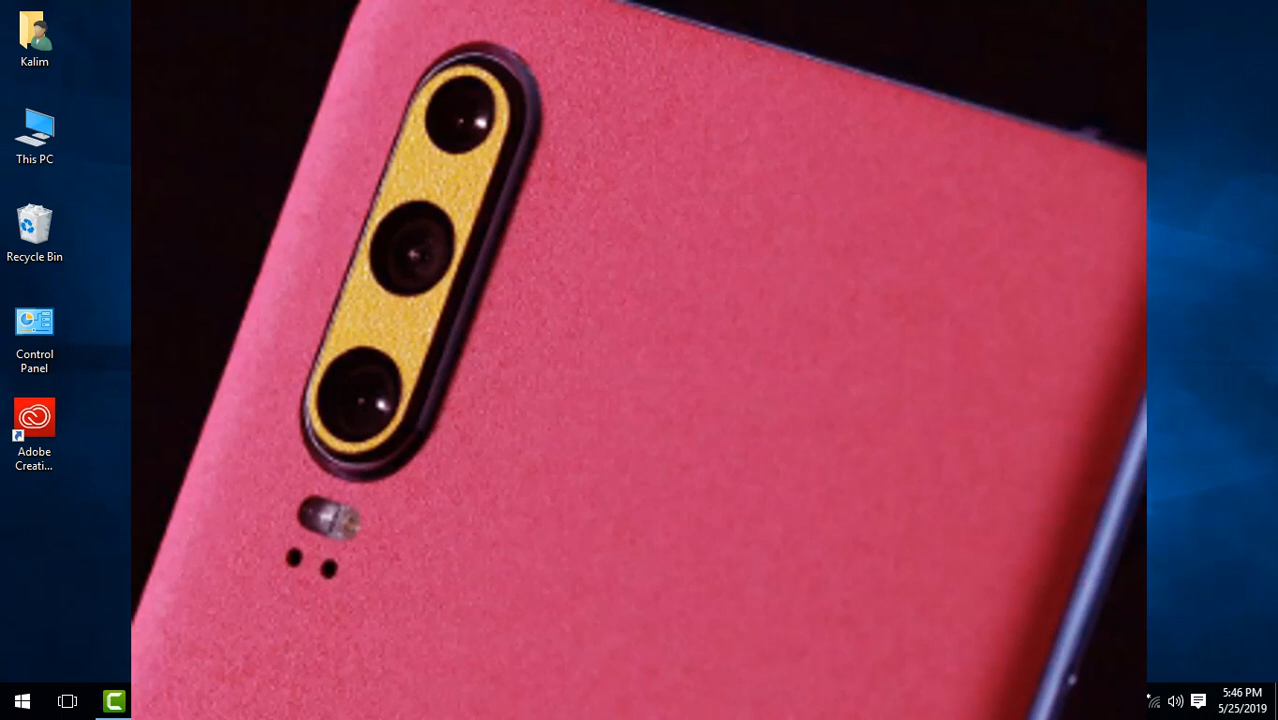 Kalim
This PC
Recycle Bin
Control
Panel
Adobe
Creati...
5:46 PM
5/25/2019